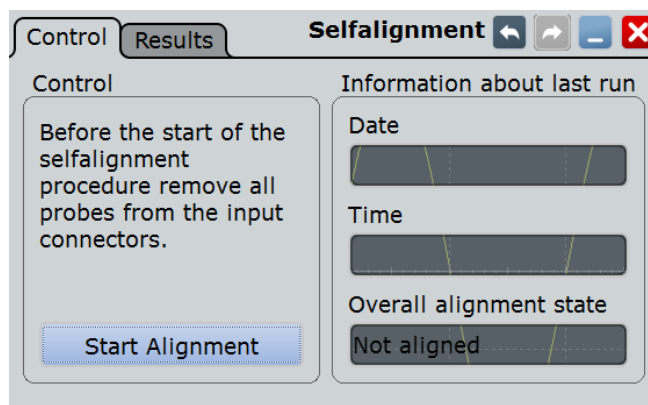 Control Results Selfalignment
Control
Before the start of the
selfalignment
procedure remove all
probes from the input
connectors.
Start Alignment
Information about last run
Date
Time
Overall alignment state
Not aligned